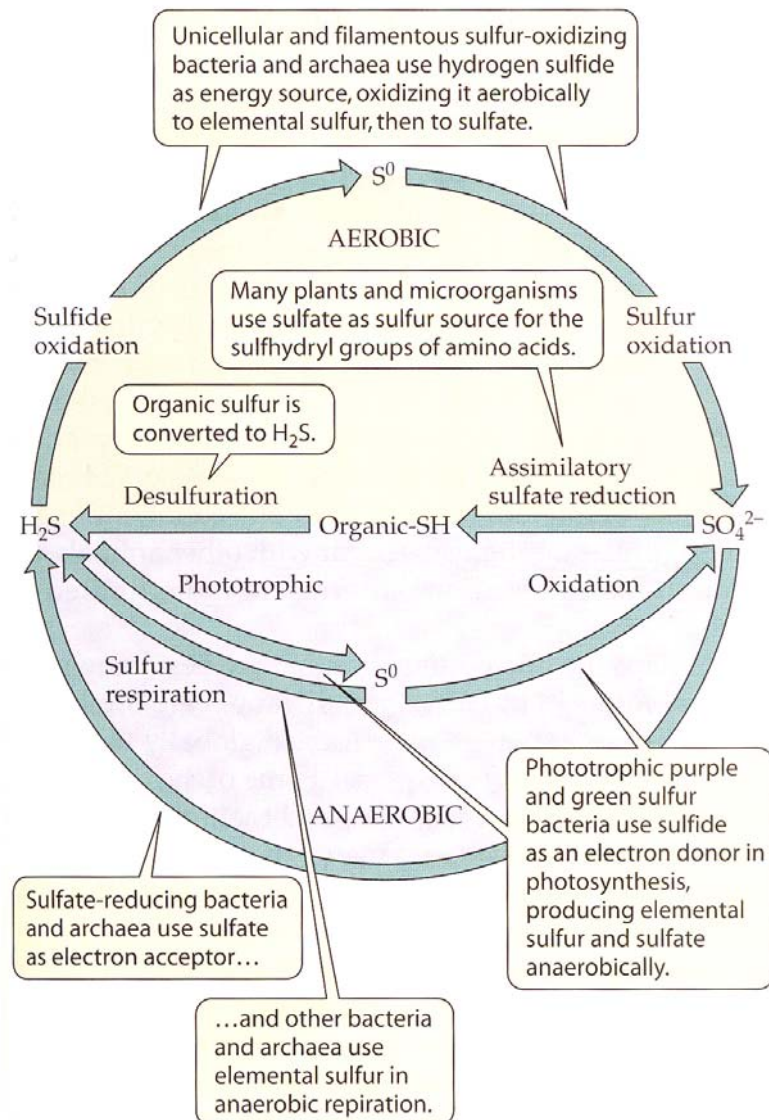 Unicellular and filamentous sulfur-oxidizing
bacteria and archaea use hydrogen sulfide
as energy source, oxidizing it aerobically
to elemental sulfur, then to sulfate.
S⁰
AEROBIC
Many plants and microorganisms
use sulfate as sulfur source for the
sulfhydryl groups of amino acids.
Sulfide
oxidation
Sulfur
oxidation
Organic sulfur is
converted to H₂S.
Desulfuration
Assimilatory
sulfate reduction
H₂S
Organic-SH
SO₄²⁻
Phototrophic
Oxidation
Sulfur
respiration
S⁰
ANAEROBIC
Phototrophic purple
and green sulfur
bacteria use sulfide
as an electron donor in
photosynthesis,
producing elemental
sulfur and sulfate
anaerobically.
Sulfate-reducing bacteria
and archaea use sulfate
as electron acceptor…
…and other bacteria
and archaea use
elemental sulfur in
anaerobic repiration.